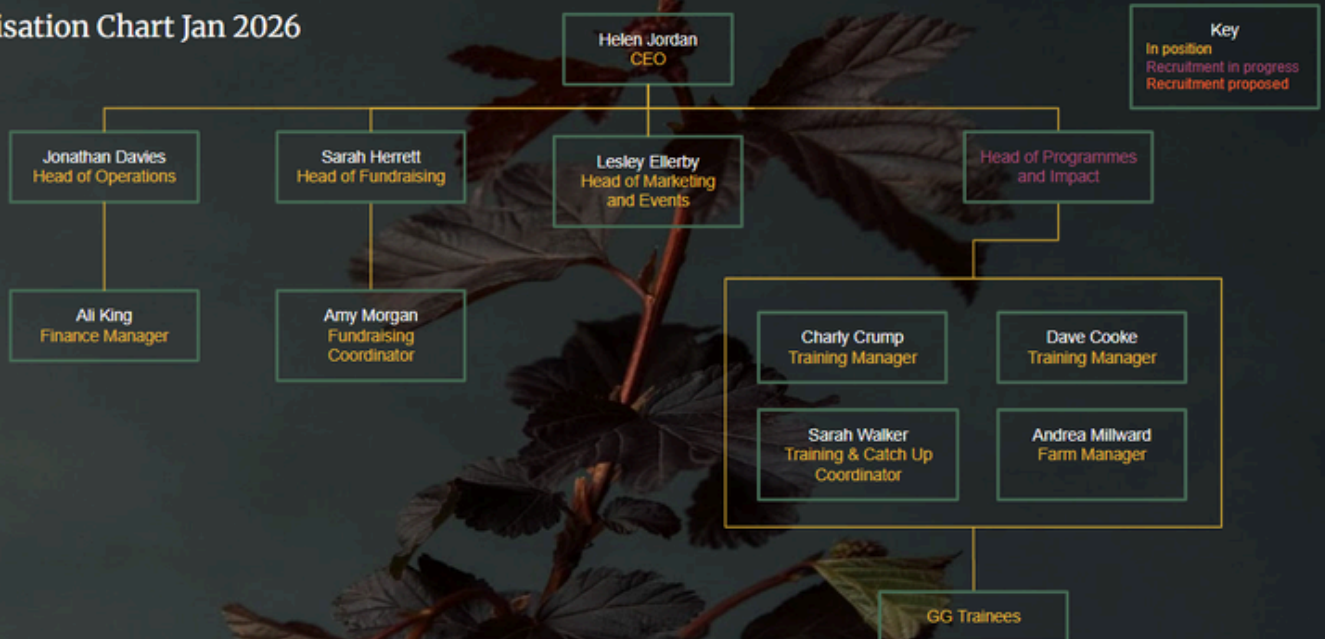 isation Chart Jan 2026
Helen Jordan
CEO
Key
In position
Recruitment in progress
Recruitment proposed
Jonathan Davies
Head of Operations
Sarah Herrett
Head of Fundraising
Lesley Ellerby
Head of Marketing
and Events
Head of Programmes
and Impact
Ali King
Finance Manager
Amy Morgan
Fundraising
Coordinator
Charly Crump
Training Manager
Dave Cooke
Training Manager
Sarah Walker
Training & Catch Up
Coordinator
Andrea Millward
Farm Manager
GG Trainees